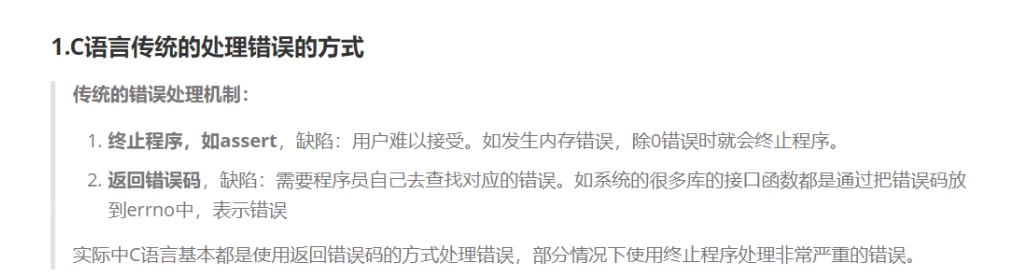 1.C语言传统的处理错误的方式
传统的错误处理机制：
1. 终止程序，如assert，缺陷：用户难以接受。如发生内存错误，除0错误时就会终止程序。
2. 返回错误码，缺陷：需要程序员自己去查找对应的错误。如系统的很多库的接口函数都是通过把错误码放
到errno中，表示错误
实际中C语言基本都是使用返回错误码的方式处理错误，部分情况下使用终止程序处理非常严重的错误。